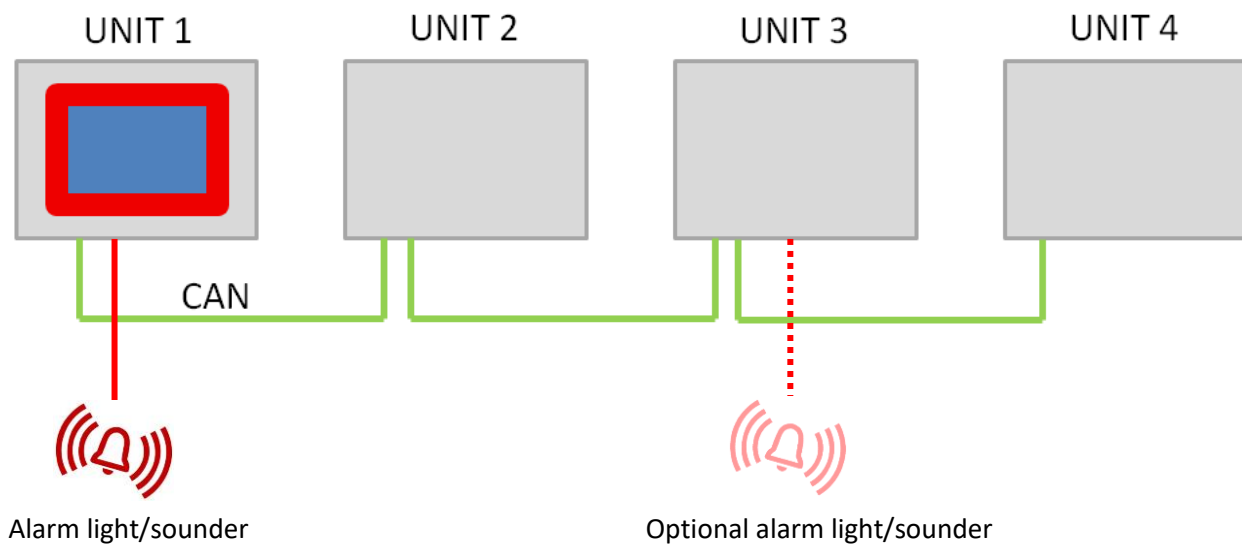 UNIT 1 UNIT 2 UNIT 3 UNIT 4
CAN
Alarm light/sounder Optional alarm light/sounder